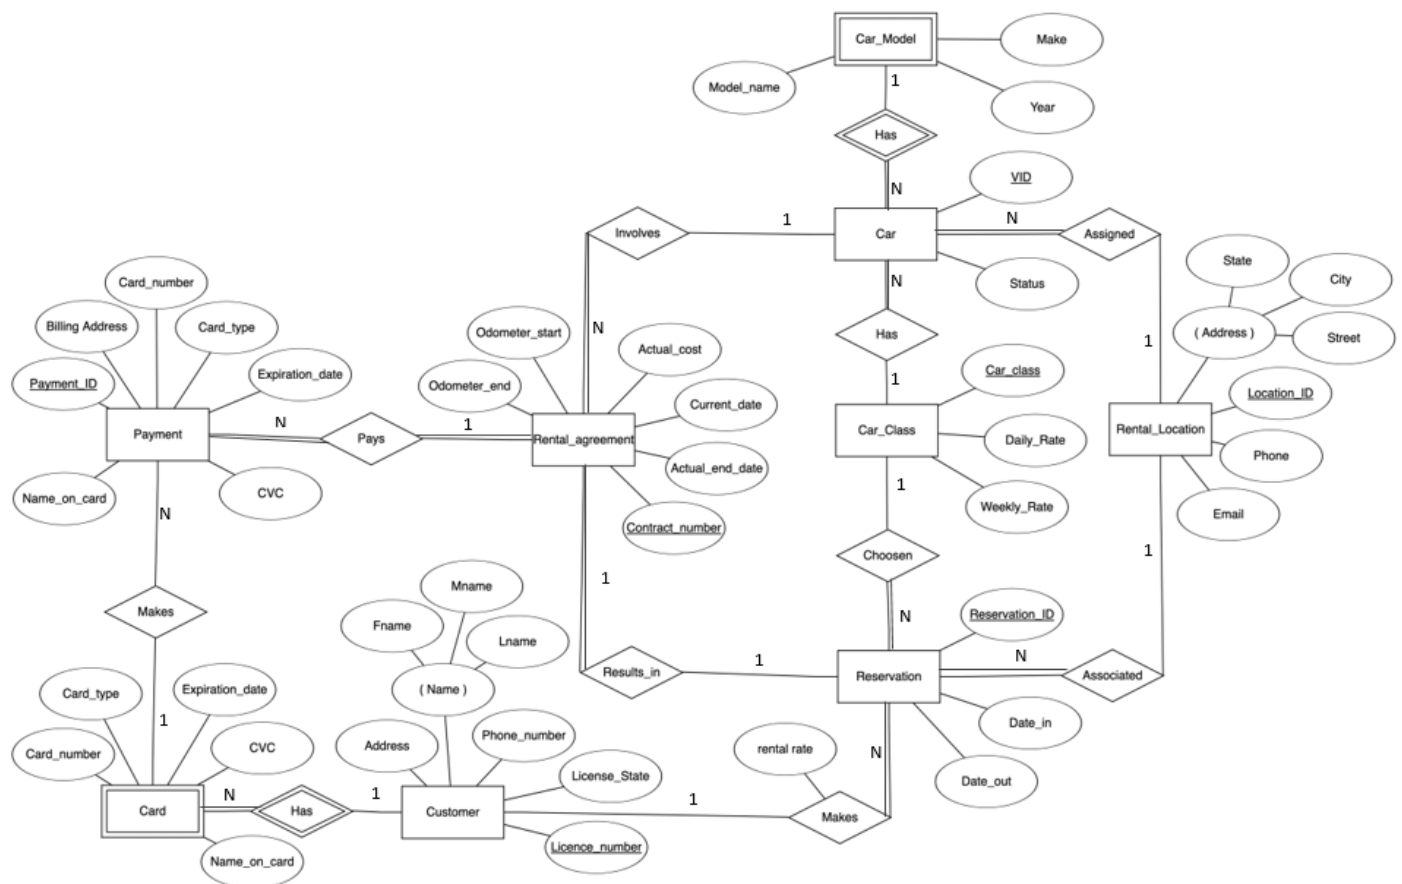 Car_Model
Make
Model_name
1
Year
Has
VID
N
1
N
Involves
Car
Assigned
State
City
Card_number
N
Status
( Address )
Street
Billing Address
Card_type
Odometer_start
N
Has
1
Actual_cost
Expiration_date
Car_class
Payment_ID
Odometer_end
1
Location_ID
Current_date
N
1
Payment
Pays
Rental_agreement
Car_Class
Daily_Rate
Rental_Location
Phone
Actual_end_date
1
Name_on_card
CVC
Weekly_Rate
N
Email
Contract_number
1
Choosen
1
Mname
Makes
Fname
N
Reservation_ID
Lname
N
1
Results_in
Reservation
Associated
Card_type
Expiration_date
( Name )
1
Date_in
Card_number
CVC
Address
Phone_number
rental rate
N
License_State
Date_out
N
1
1
Card
Has
Customer
Makes
Licence_number
Name_on_card